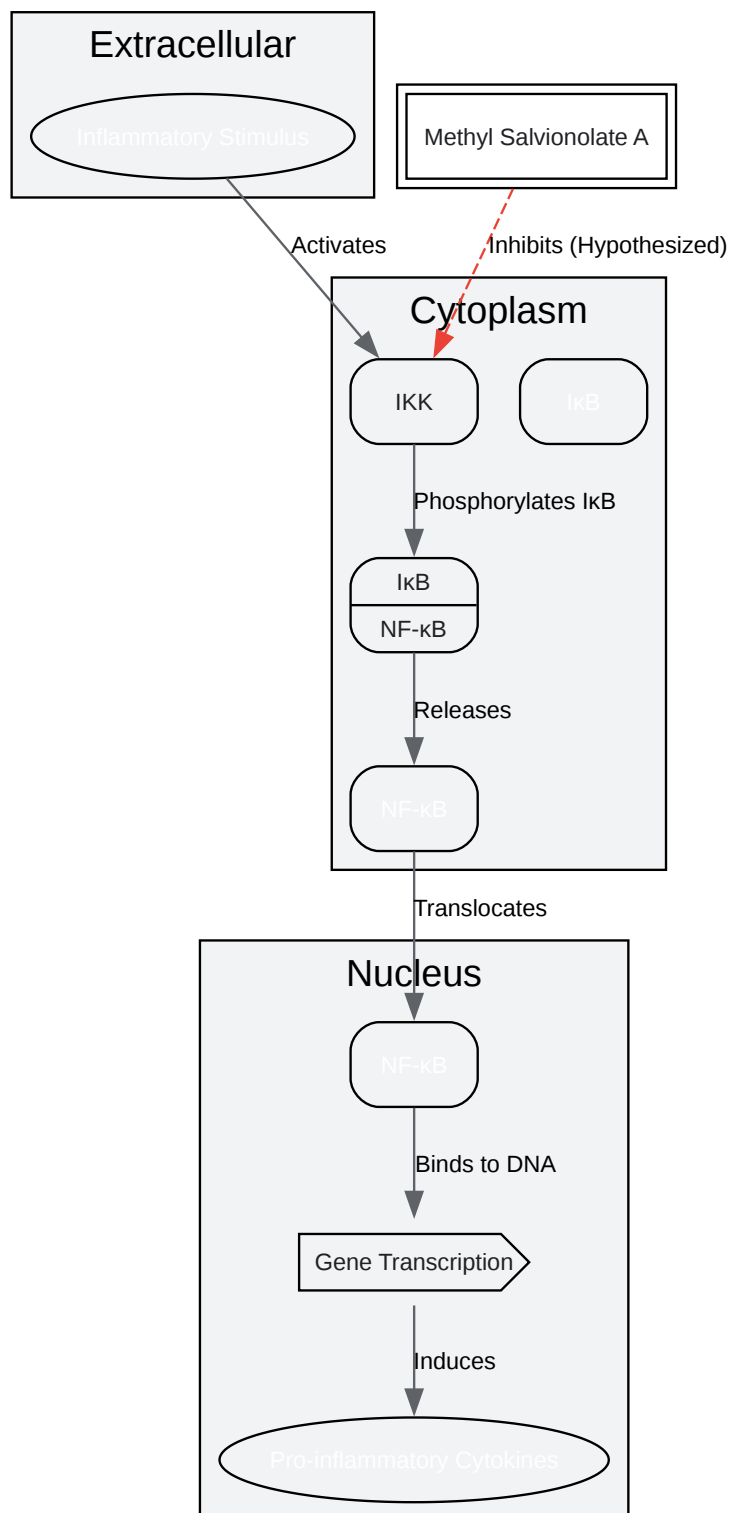 Extracellular
Inflammatory Stimulus
Methyl Salvionolate A
Activates
Inhibits (Hypothesized)
Cytoplasm
IKK
IκB
Phosphorylates IκB
IκB
NF-κB
Releases
NF-κB
Translocates
Nucleus
NF-κB
Binds to DNA
Gene Transcription
Induces
Pro-inflammatory Cytokines